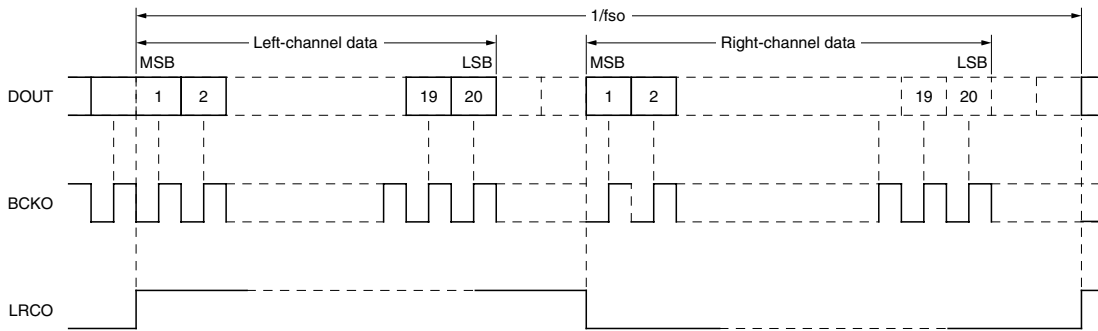 1/fso
Left-channel data
Right-channel data
MSB LSB MSB LSB
DOUT 1 2 19 20 1 2 19 20
BCKO
LRCO